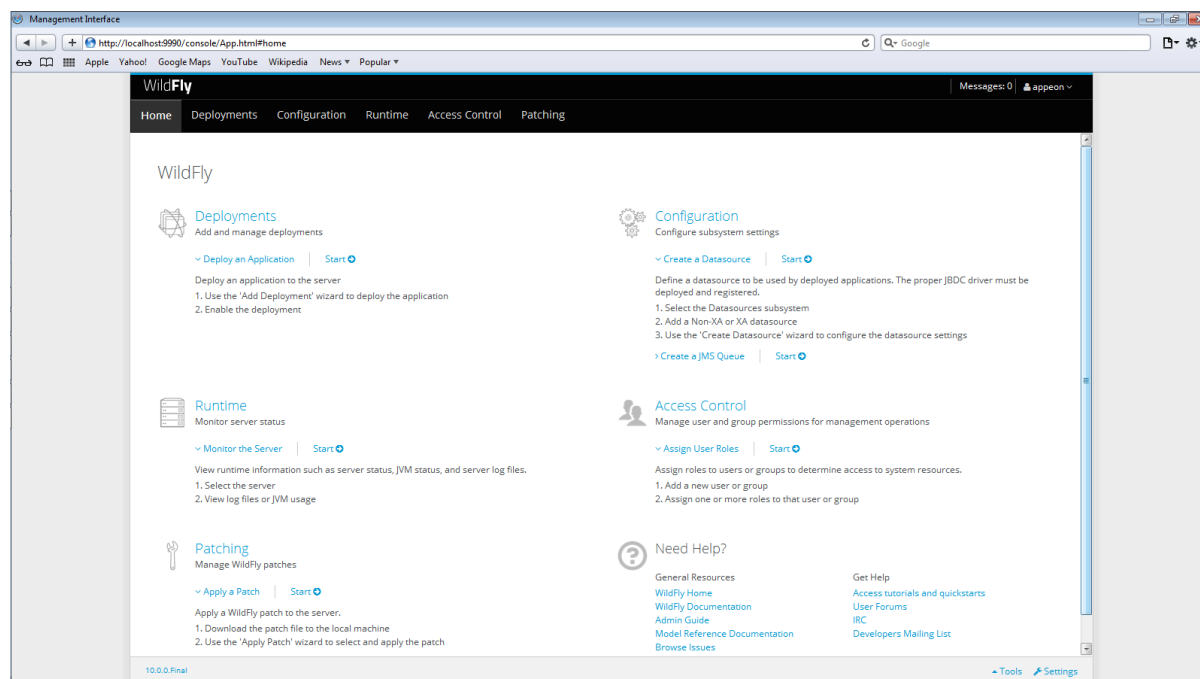 Management Interface
http://localhost:9990/console/App.html#home
Google
Apple Yahoo! Google Maps YouTube Wikipedia News Popular
WildFly
Messages: 0 appeon
Home Deployments Configuration Runtime Access Control Patching
WildFly
Deployments
Add and manage deployments
Deploy an Application Start
Deploy an application to the server
1. Use the 'Add Deployment' wizard to deploy the application
2. Enable the deployment
Configuration
Configure subsystem settings
Create a Datasource Start
Define a datasource to be used by deployed applications. The proper JBDC driver must be
deployed and registered.
1. Select the Datasources subsystem
2. Add a Non-XA or XA datasource
3. Use the 'Create Datasource' wizard to configure the datasource settings
Create a JMS Queue Start
Runtime
Monitor server status
Monitor the Server Start
View runtime information such as server status, JVM status, and server log files.
1. Select the server
2. View log files or JVM usage
Access Control
Manage user and group permissions for management operations
Assign User Roles Start
Assign roles to users or groups to determine access to system resources.
1. Add a new user or group
2. Assign one or more roles to that user or group
Patching
Manage WildFly patches
Apply a Patch Start
Apply a WildFly patch to the server.
1. Download the patch file to the local machine
2. Use the 'Apply Patch' wizard to select and apply the patch
Need Help?
General Resources
WildFly Home
WildFly Documentation
Admin Guide
Model Reference Documentation
Browse Issues
Get Help
Access tutorials and quickstarts
User Forums
IRC
Developers Mailing List
10.0.0.Final
Tools Settings